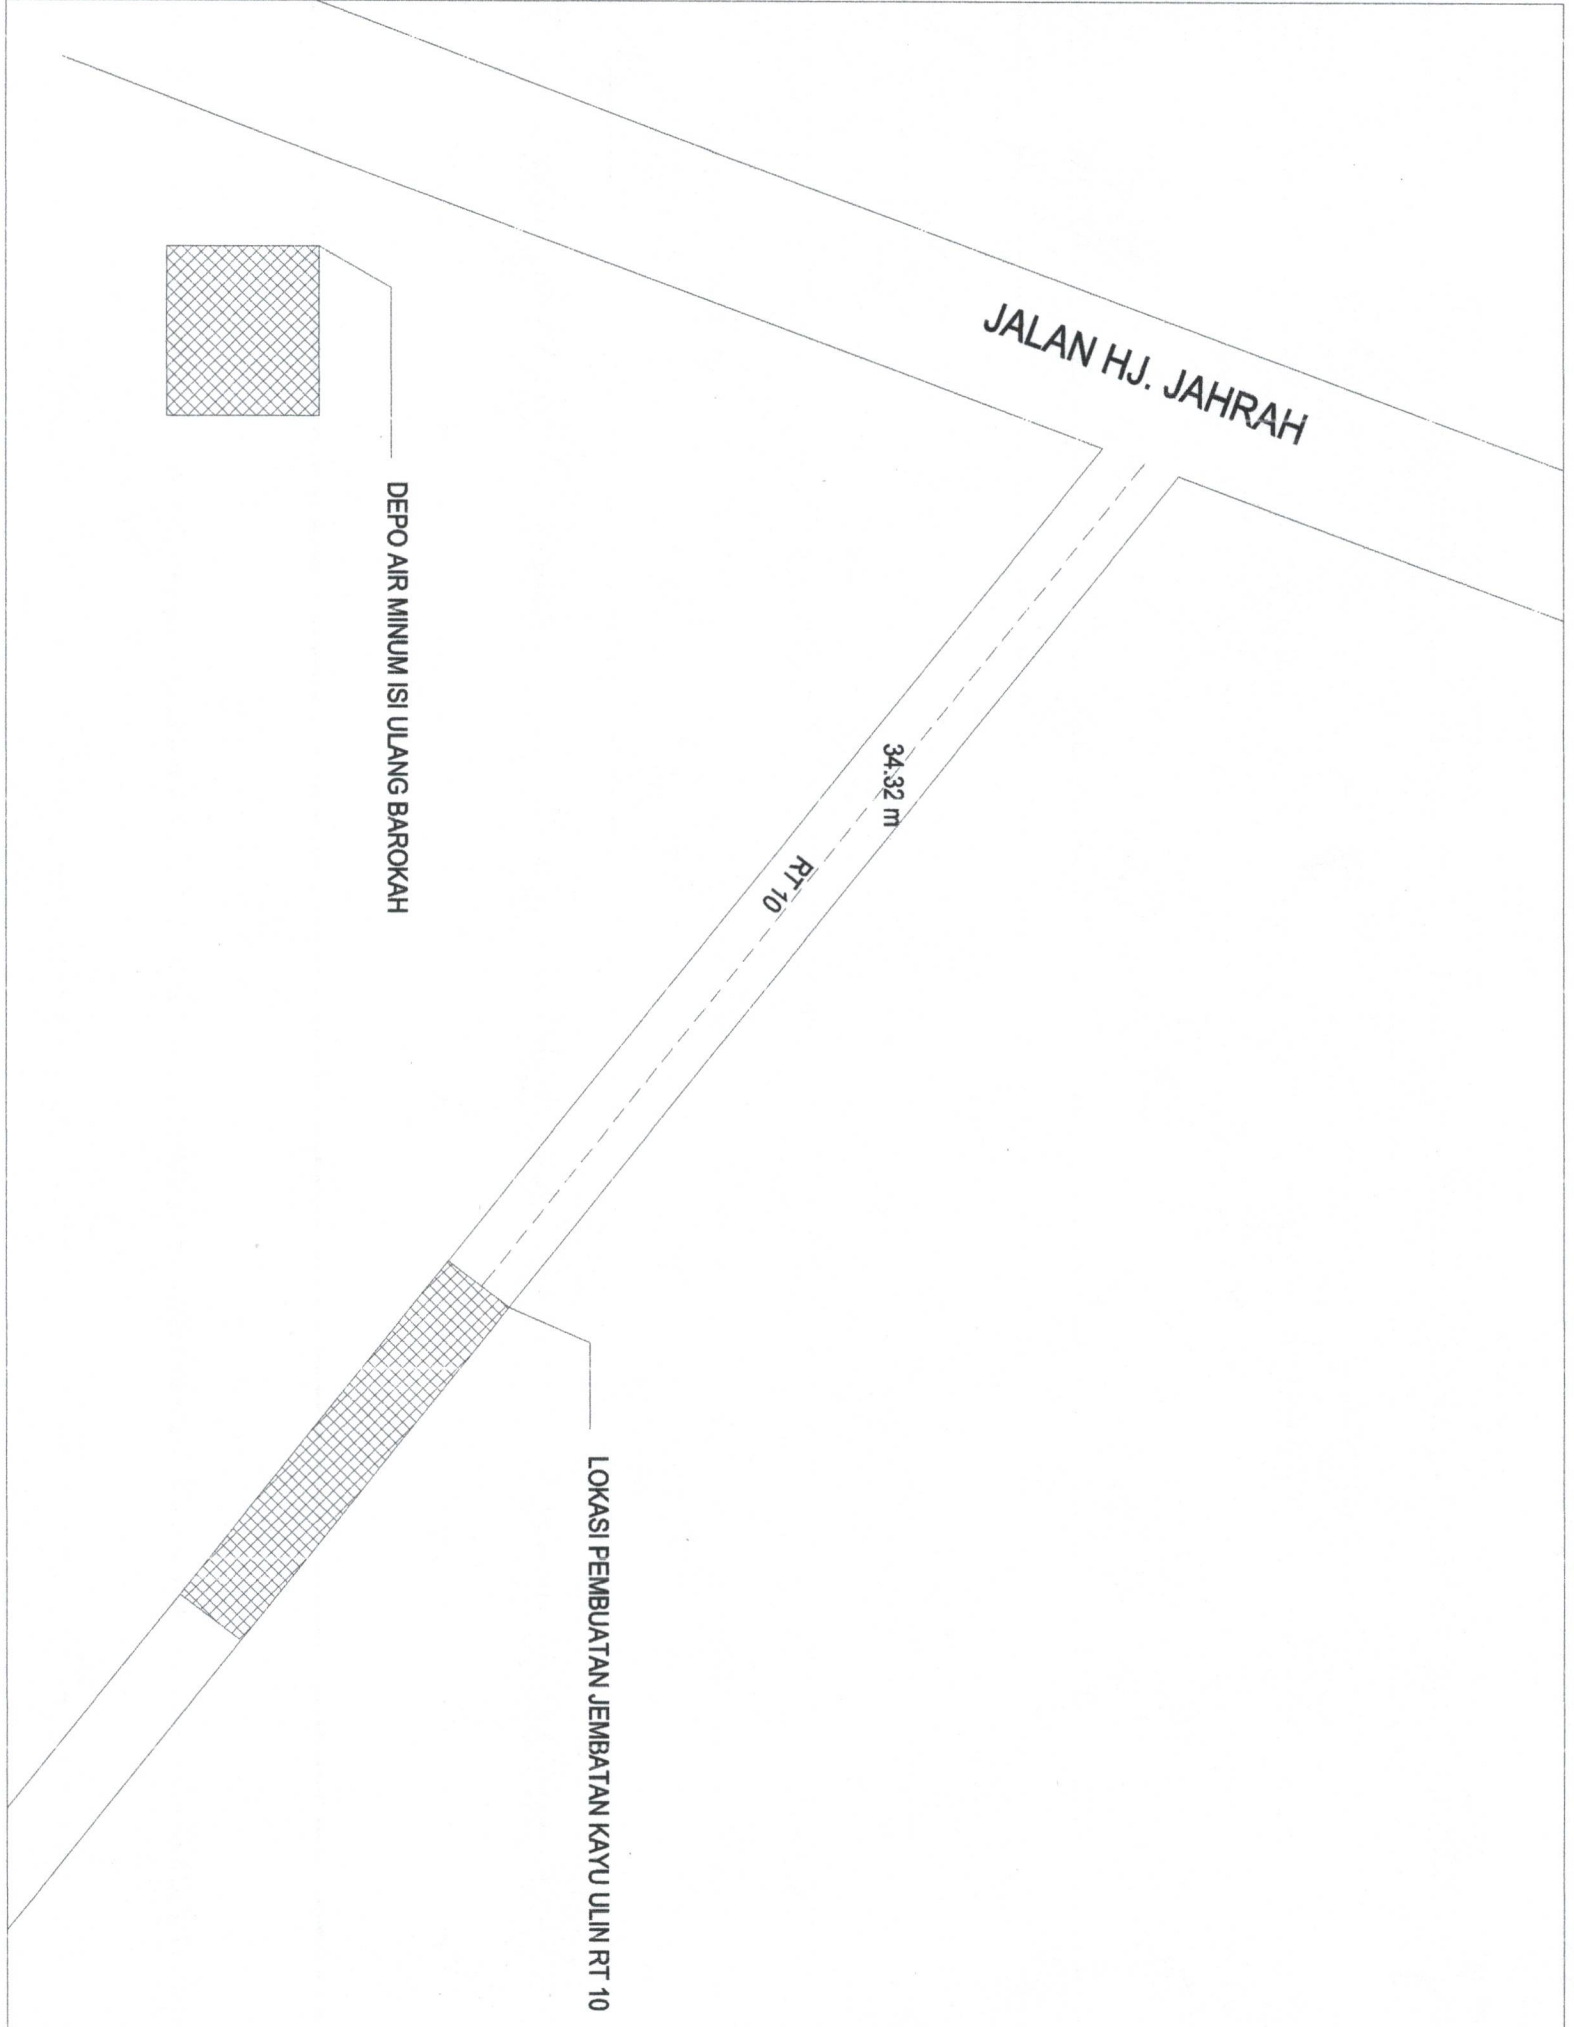 JALAN HJ. JAHRAH
34.32 m
RT 10
DEPO AIR MINUM ISI ULANG BAROKAH
LOKASI PEMBUATAN JEMBATAN KAYU ULIN RT 10